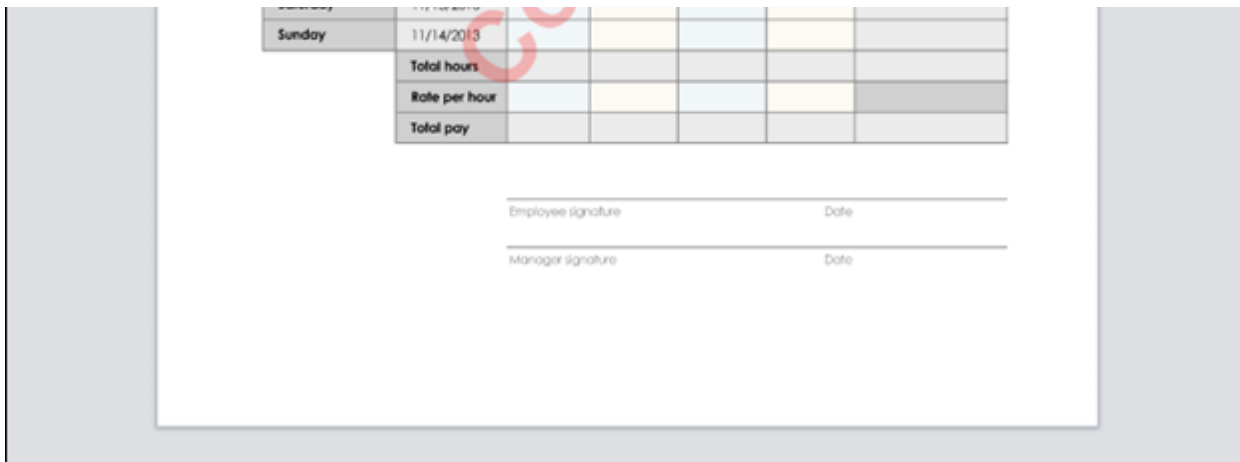 Sunday 11/14/2013
Total hours
Rate per hour
Total pay
Employee signature Date
Manager signature Date